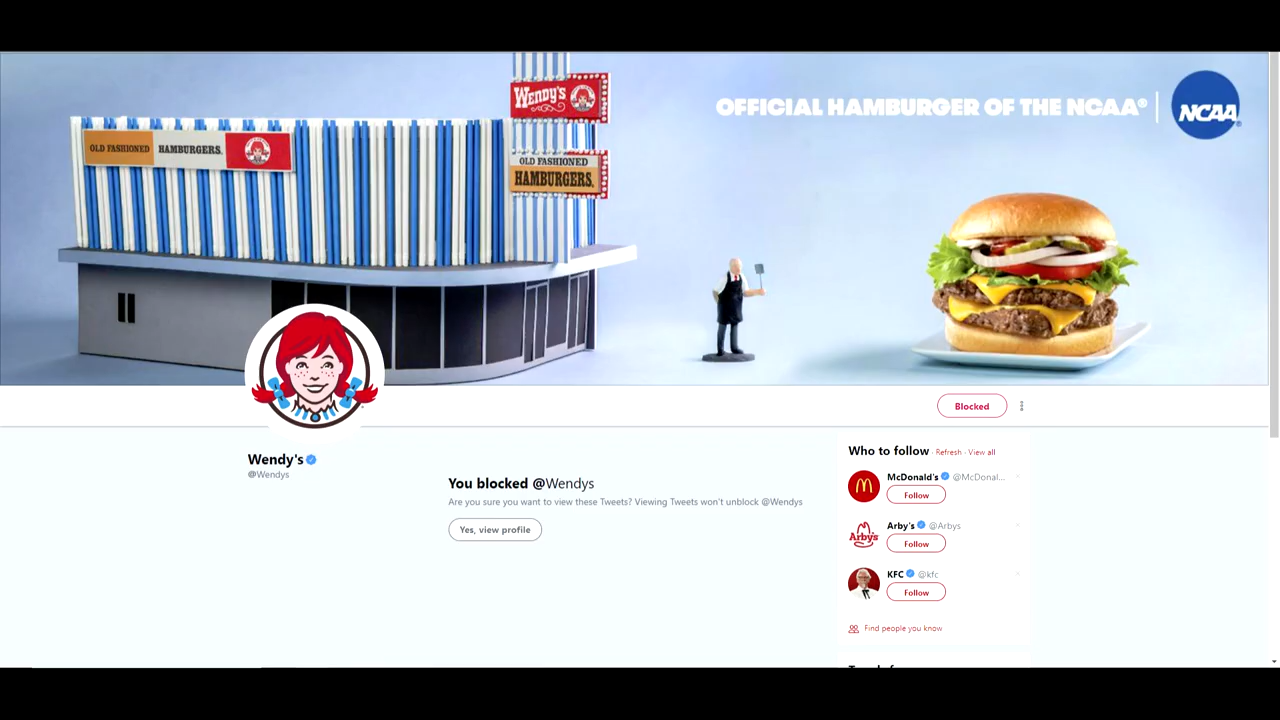 WENDY'S
OFFICIAL HAMBURGER OF THE NCAA®
NCAA®
OLD FASHIONED HAMBURGERS.
OLD FASHIONED
HAMBURGERS.
Blocked
Wendy's
@Wendys
You blocked @Wendys
Are you sure you want to view these Tweets? Viewing Tweets won't unblock @Wendys
Yes, view profile
Who to follow · Refresh · View all
McDonald's @McDonal...
Follow
Arby's @Arbys
Arby's
Follow
KFC @kfc
Follow
Find people you know